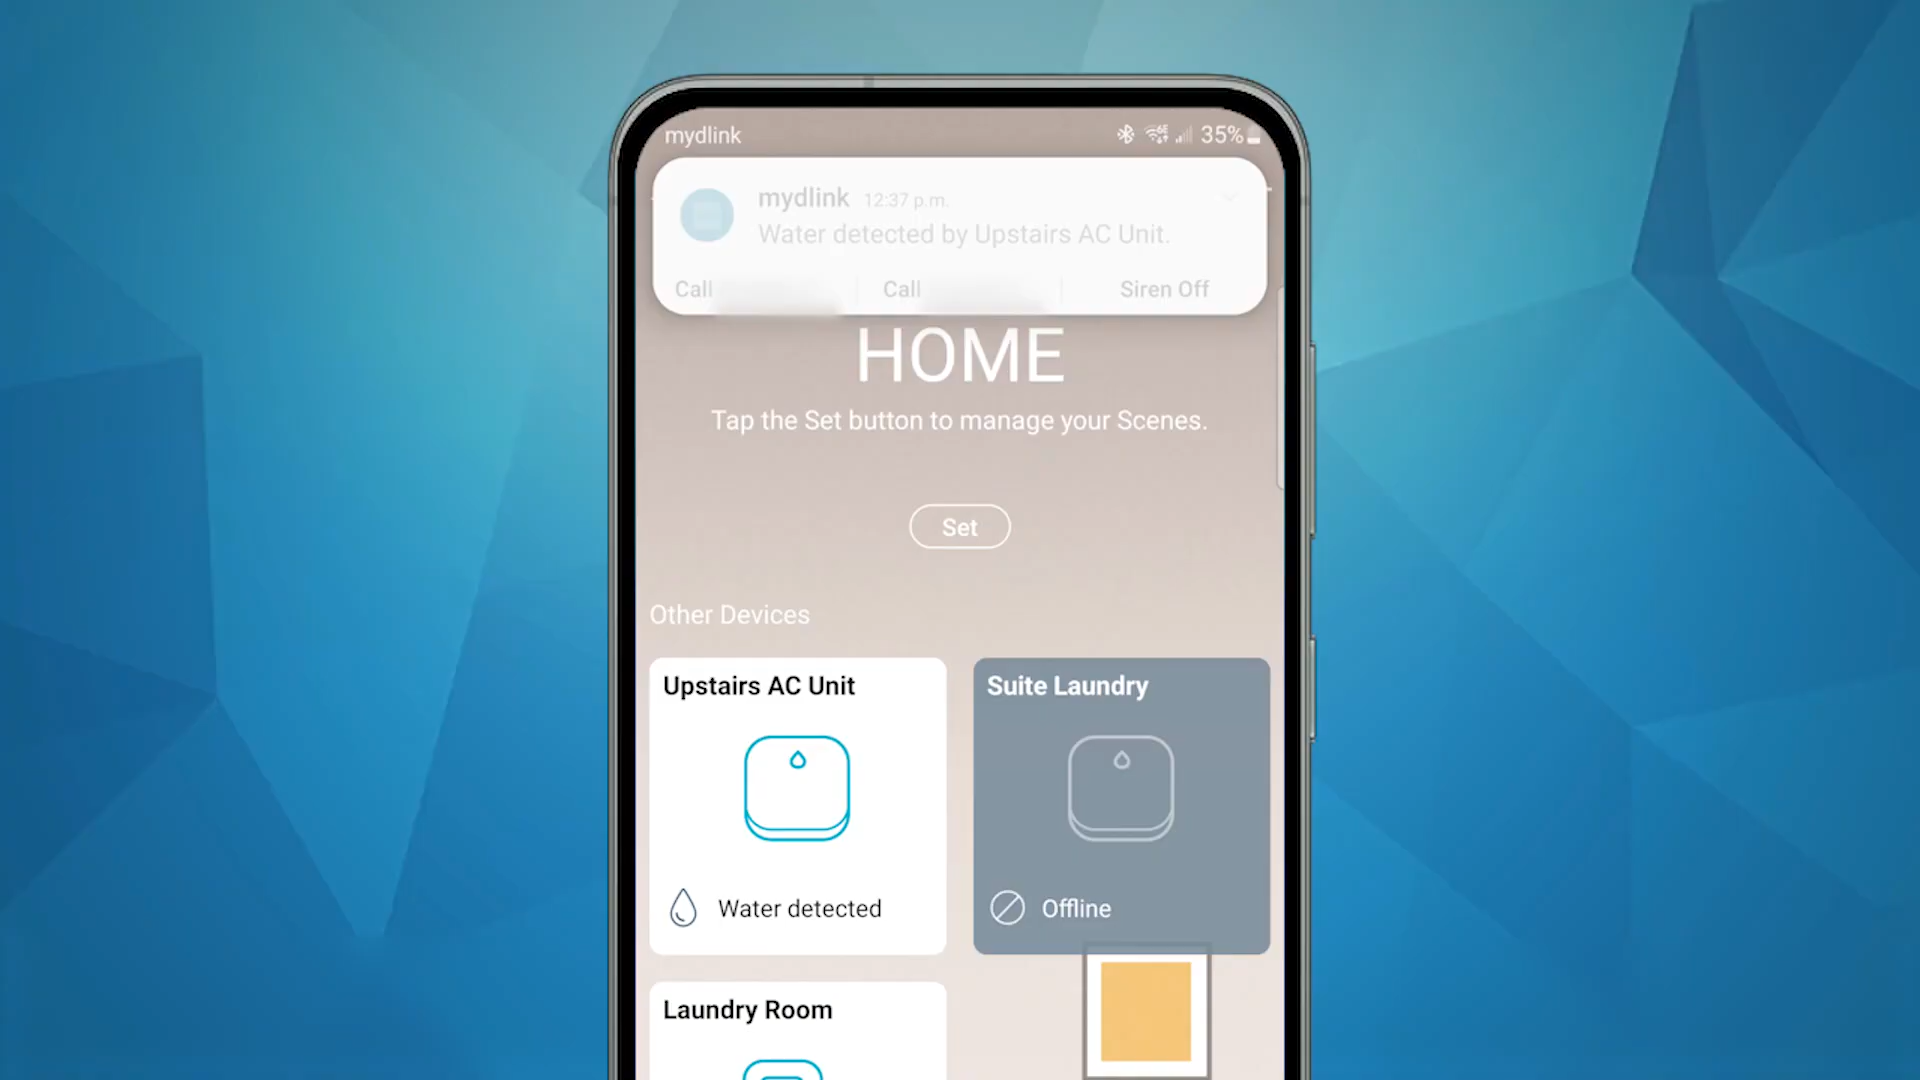 mydlink
35%
mydlink 12:37 p.m.
Water detected by Upstairs AC Unit.
Call
Call
Siren Off
HOME
Tap the Set button to manage your Scenes.
Set
Other Devices
Upstairs AC Unit
Suite Laundry
Water detected
Offline
Laundry Room